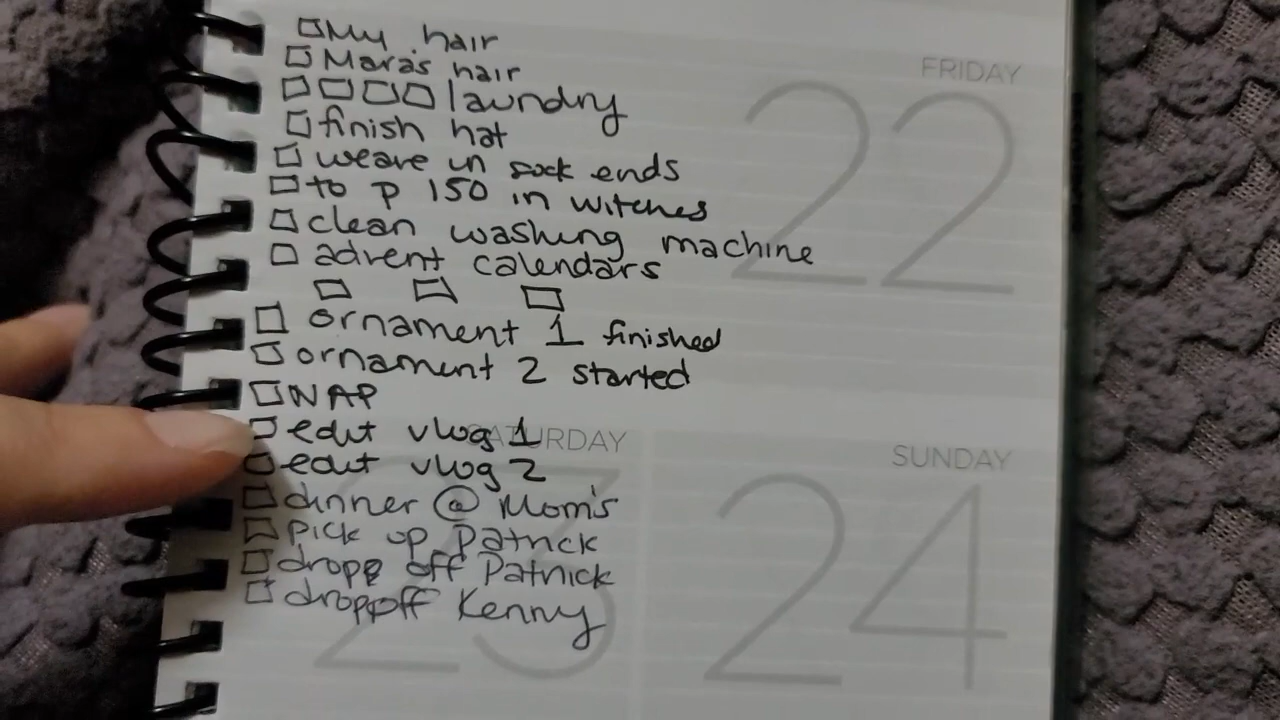 My hair
Mara's hair
laundry
finish hat
weave in sock ends
to p 150 in witches
clean washing machine
advent calendars
ornament 1 finished
ornament 2 started
NAP
edit vlog 1
edit vlog 2
dinner @ Mom's
pick up Patrick
dropp off Patrick
droppoff Kenny
FRIDAY
22
SATURDAY
23
SUNDAY
24